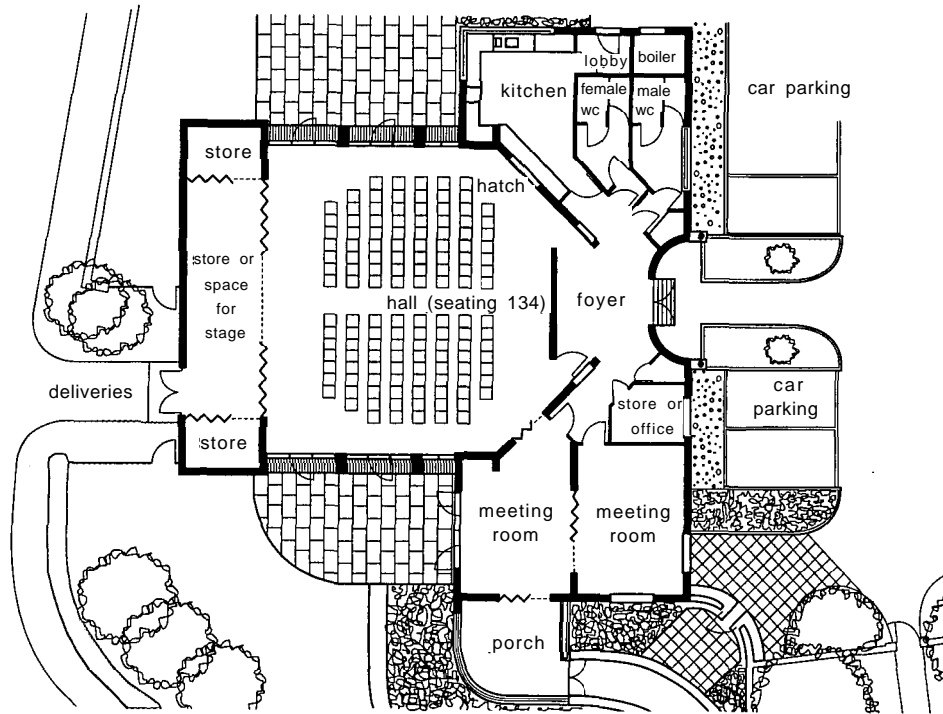 lobby
boiler
kitchen
female
wc
male
wc
car parking
store
hatch
store or
space
for
stage
hall (seating 134)
foyer
deliveries
car
parking
store or
office
store
meeting
room
meeting
room
porch